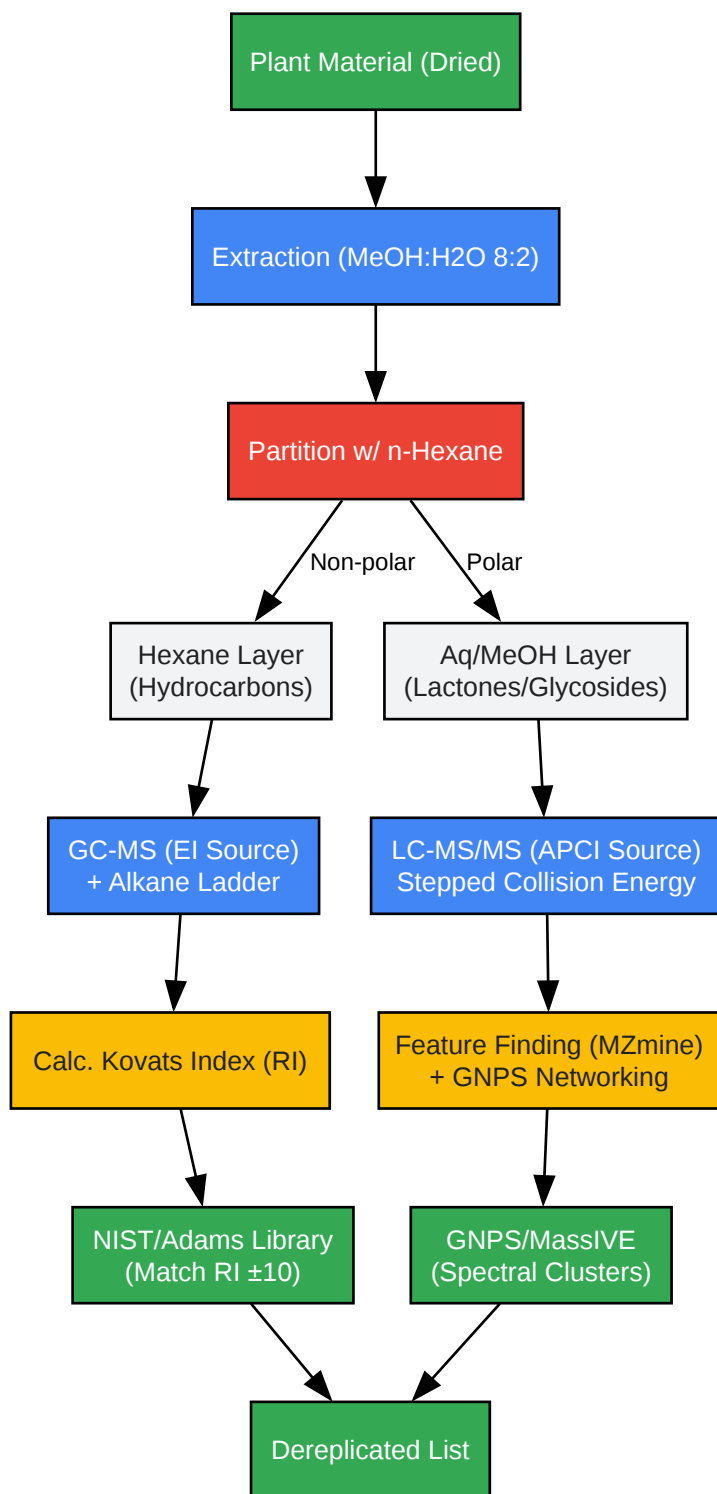 Plant Material (Dried)
Extraction (MeOH:H2O 8:2)
Partition w/ n-Hexane
Non-polar
Polar
Hexane Layer
(Hydrocarbons)
Aq/MeOH Layer
(Lactones/Glycosides)
GC-MS (EI Source)
+ Alkane Ladder
LC-MS/MS (APCI Source)
Stepped Collision Energy
Calc. Kovats Index (RI)
Feature Finding (MZmine)
+ GNPS Networking
NIST/Adams Library
(Match RI ±10)
GNPS/MassIVE
(Spectral Clusters)
Dereplicated List